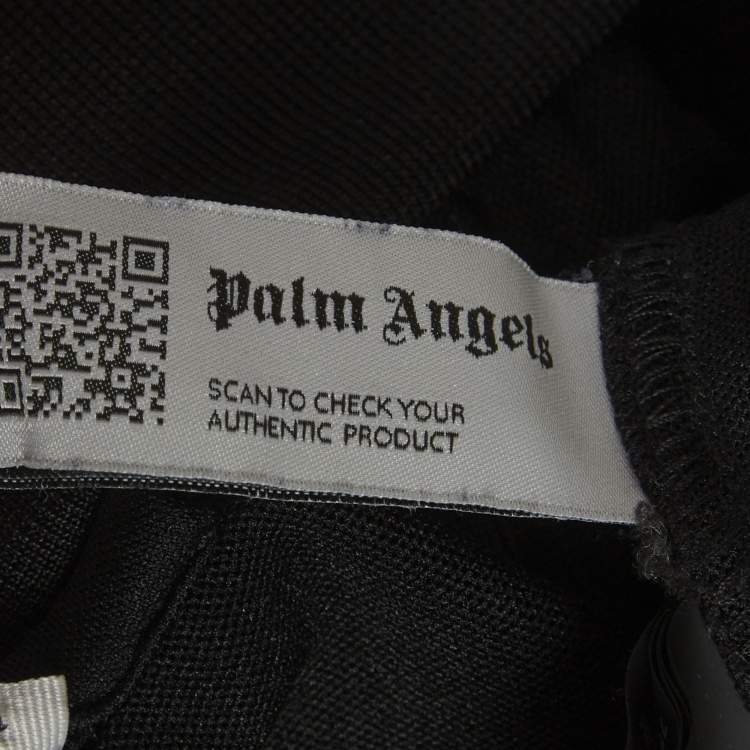 Palm Angels
SCAN TO CHECK YOUR
AUTHENTIC PRODUCT